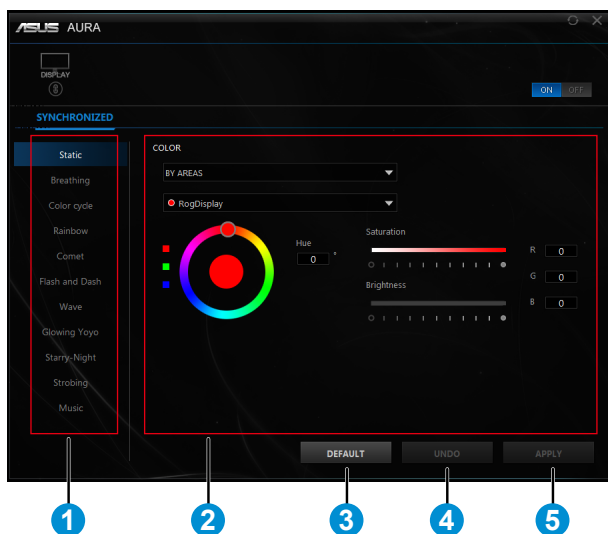 ASUS AURA
DISPLAY
ON OFF
SYNCHRONIZED
Static
Breathing
Color cycle
Rainbow
Comet
Flash and Dash
Wave
Glowing Yoyo
Starry-Night
Strobing
Music
COLOR
BY AREAS
RogDisplay
Hue
0 °
Saturation
Brightness
R 0
G 0
B 0
DEFAULT UNDO APPLY
1 2 3 4 5